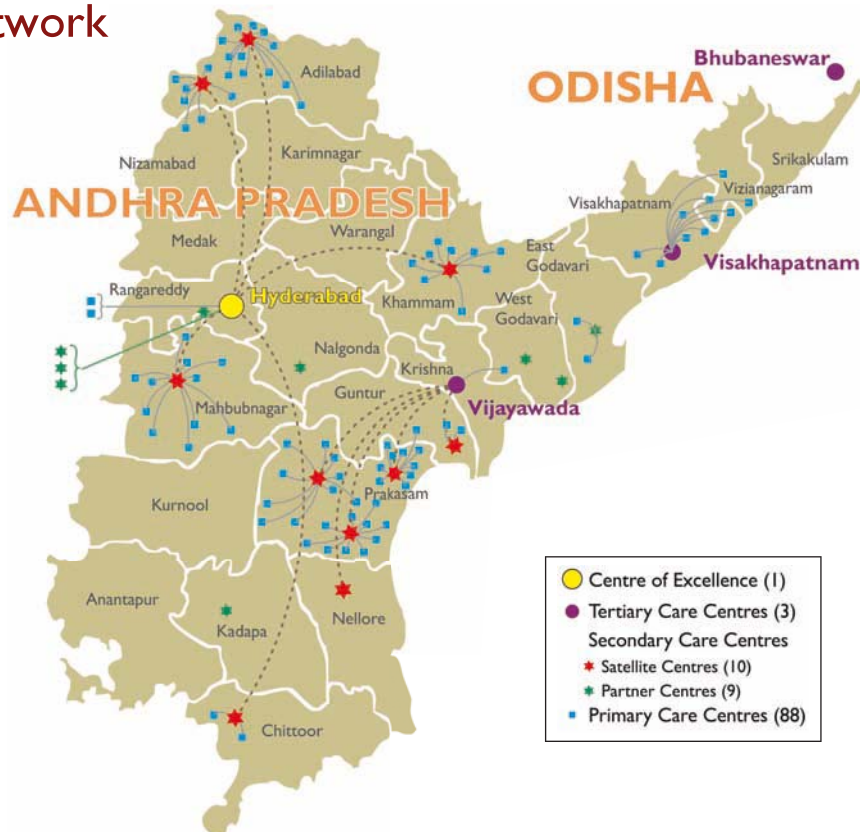 twork
Adilabad
Bhubaneswar
ODISHA
Nizamabad
Karimnagar
Srikakulam
Vizianagaram
Visakhapatnam
ANDHRA PRADESH
Warangal
Medak
East
Godavari
Visakhapatnam
Rangareddy
Hyderabad
Khammam
West
Godavari
Nalgonda
Krishna
Mahbubnagar
Guntur
Vijayawada
Prakasam
Kurnool
Anantapur
Kadapa
Nellore
Chittoor
Centre of Excellence (1)
Tertiary Care Centres (3)
Secondary Care Centres
Satellite Centres (10)
Partner Centres (9)
Primary Care Centres (88)